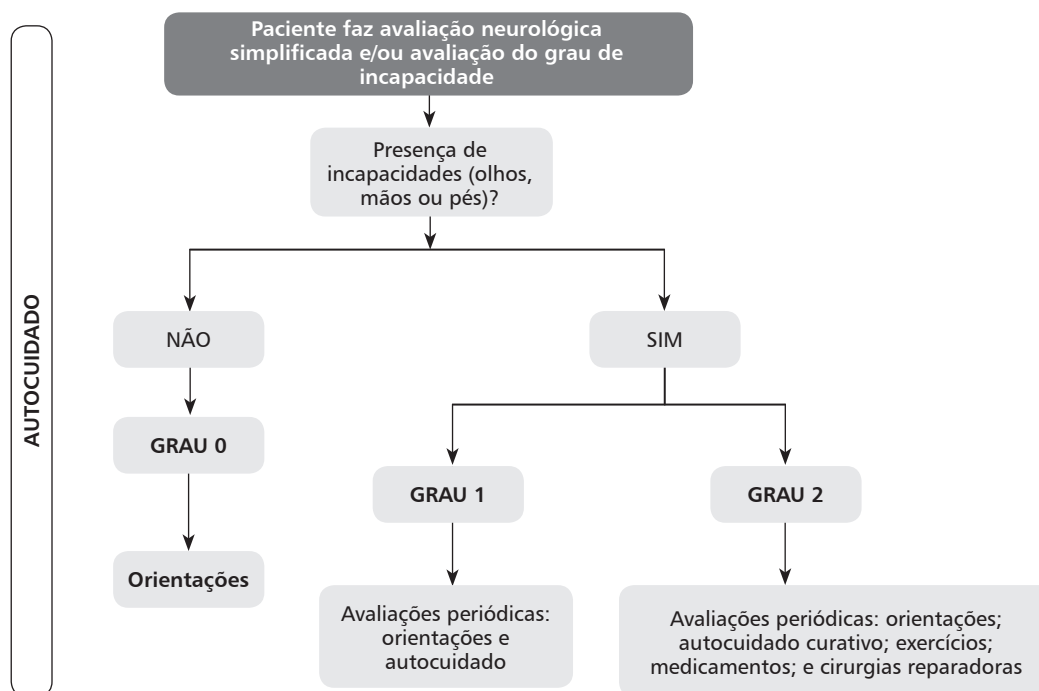 AUTOCUIDADO
Paciente faz avaliação neurológica
simplificada e/ou avaliação do grau de
incapacidade
Presença de
incapacidades (olhos,
mãos ou pés)?
NÃO
SIM
GRAU 0
GRAU 1
GRAU 2
Orientações
Avaliações periódicas:
orientações e
autocuidado
Avaliações periódicas: orientações;
autocuidado curativo; exercícios;
medicamentos; e cirurgias reparadoras